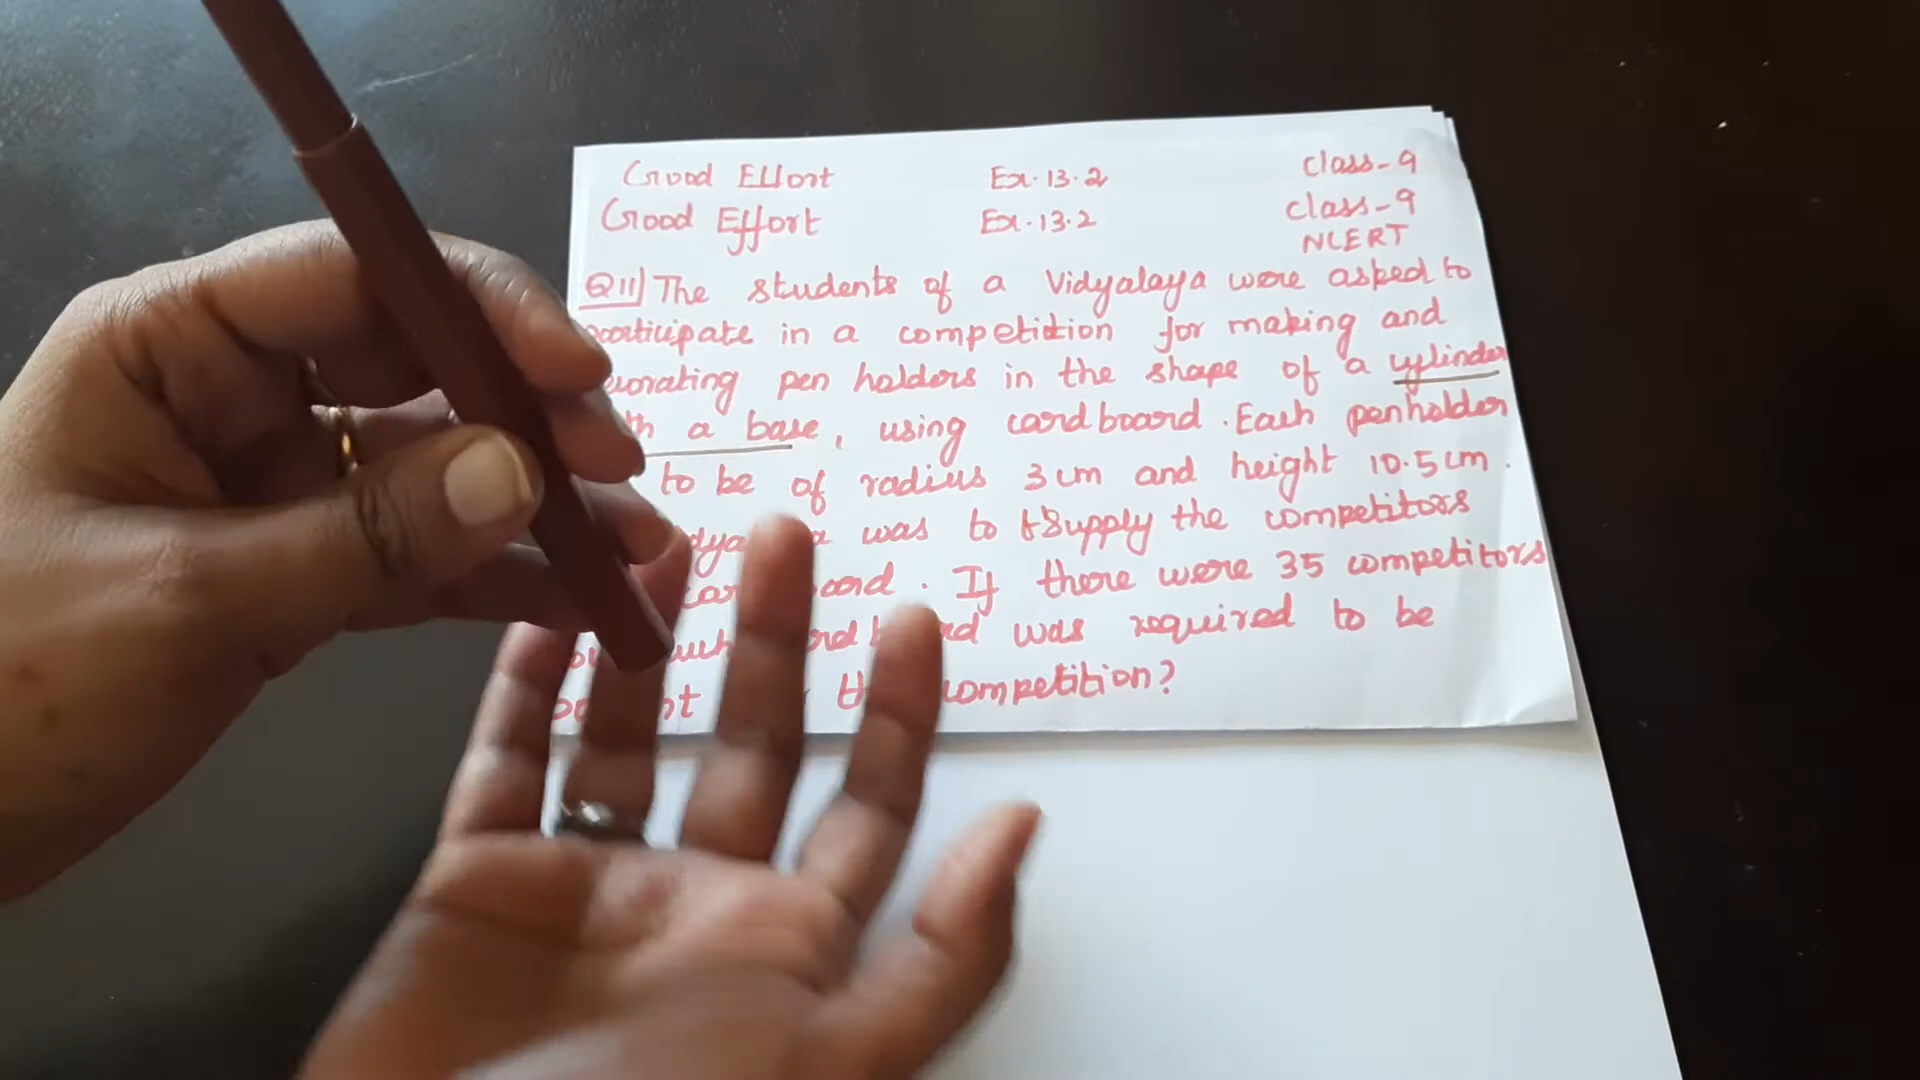 Good Effort Ex. 13.2 class-9
Good Effort Ex. 13.2 class-9
NCERT
Q11] The students of a Vidyalaya were asked to
participate in a competition for making and
pen holders in the shape of a cylinder
a base, using cardboard. Each penholder
to be of radius 3 cm and height 10.5 cm.
was to supply the competitors
. If there were 35 competitors
was required to be
competition?